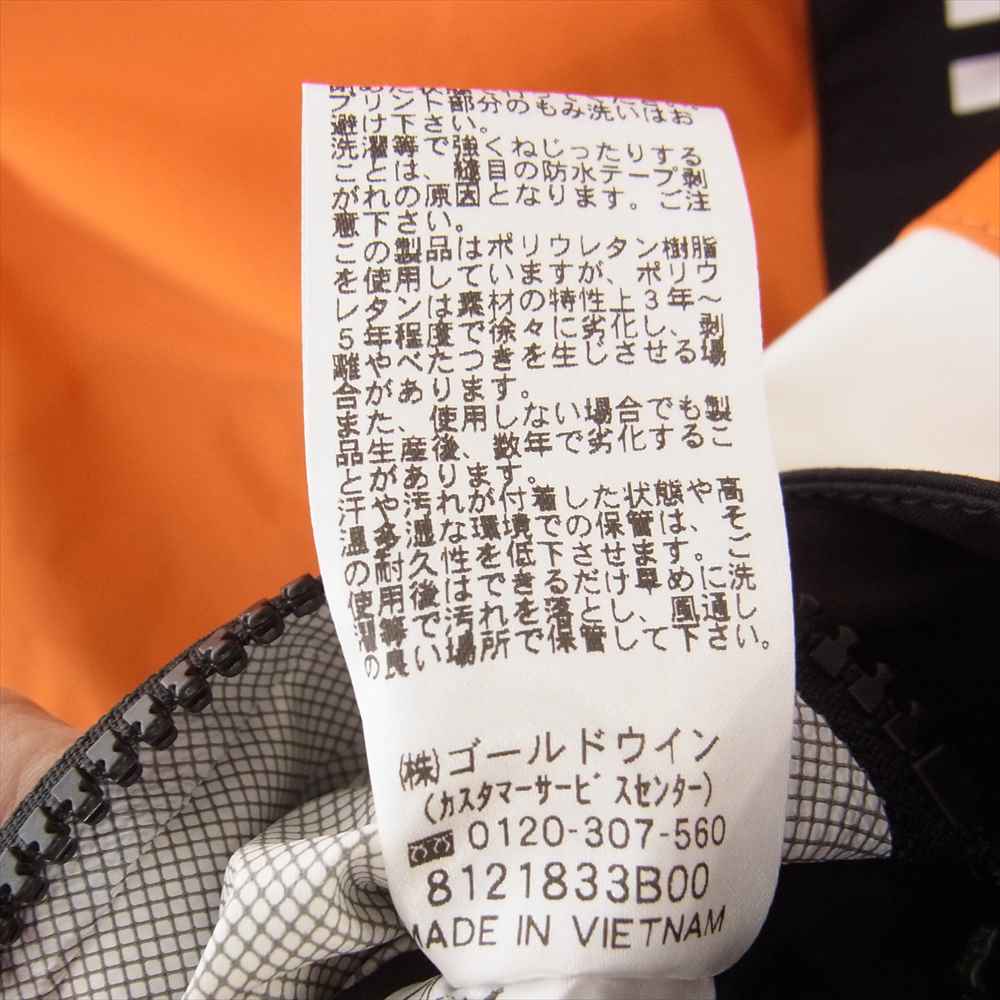 プリント部分のもみ洗いはお
避け下さい。
洗濯等で強くねじったりする
ことは、縫目の防水テープ剥
がれの原因となります。ご注
意下さい。
この製品はポリウレタン樹脂
を使用していますが、ポリウ
レタンは素材の特性上3年〜
5年程度で徐々に劣化し、剥
離やべたつきを生じさせる場
合があります。
また、使用しない場合でも製
品生産後、数年で劣化するこ
とがあります。
汗や汚れが付着した状態や高
温多湿な環境での保管は、そ
の耐久性を低下させます。ご
使用後はできるだけ早めに洗
濯等で汚れを落とし、風通し
の良い場所で保管して下さい。
(株)ゴールドウイン
(カスタマーサービスセンター)
0120-307-560
8121833B00
MADE IN VIETNAM